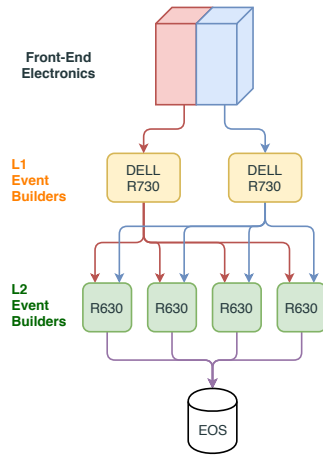 Front-End
Electronics
L1
Event
Builders
DELL
R730
DELL
R730
L2
Event
Builders
R630
R630
R630
R630
EOS